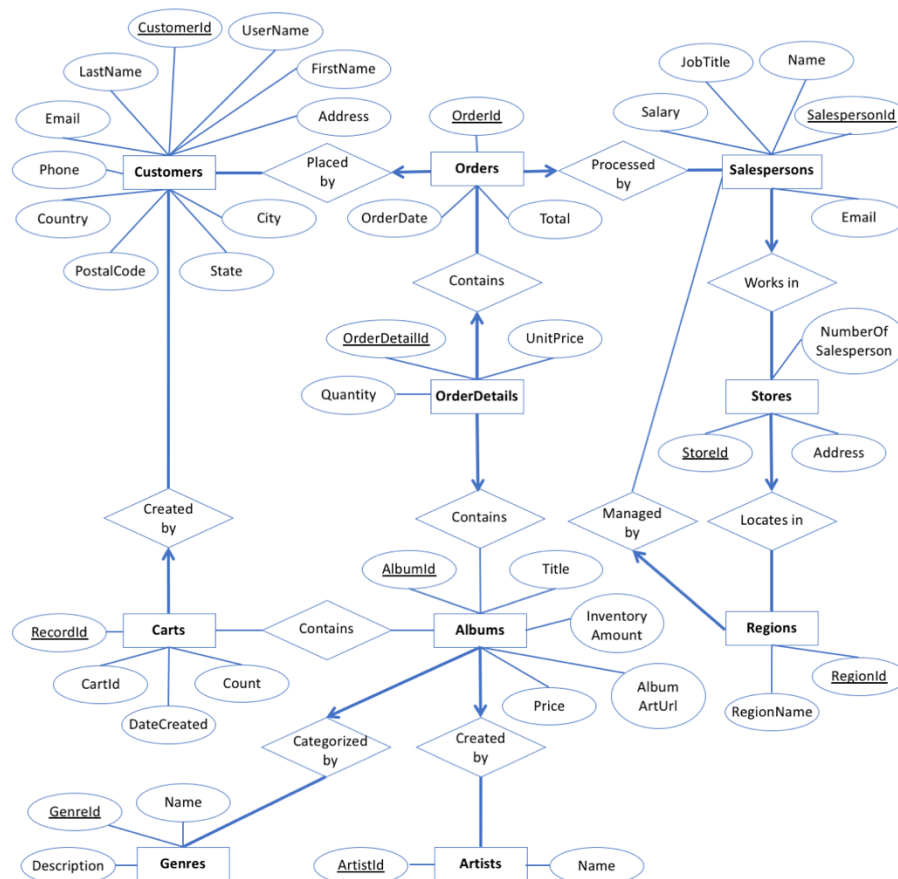 CustomerId
UserName
LastName
FirstName
Email
Address
Phone
Customers
Country
City
PostalCode
State
Placed
by
OrderId
Orders
OrderDate
Total
Processed
by
JobTitle
Name
Salary
SalespersonId
Salespersons
Email
Contains
Works in
OrderDetailId
UnitPrice
Quantity
OrderDetails
NumberOf
Salesperson
Stores
StoreId
Address
Created
by
Contains
Managed
by
Locates in
AlbumId
Title
RecordId
Carts
Contains
Albums
Inventory
Amount
Regions
CartId
Count
DateCreated
Price
Album
ArtUrl
RegionId
RegionName
Categorized
by
Created
by
GenreId
Name
Description
Genres
ArtistId
Artists
Name